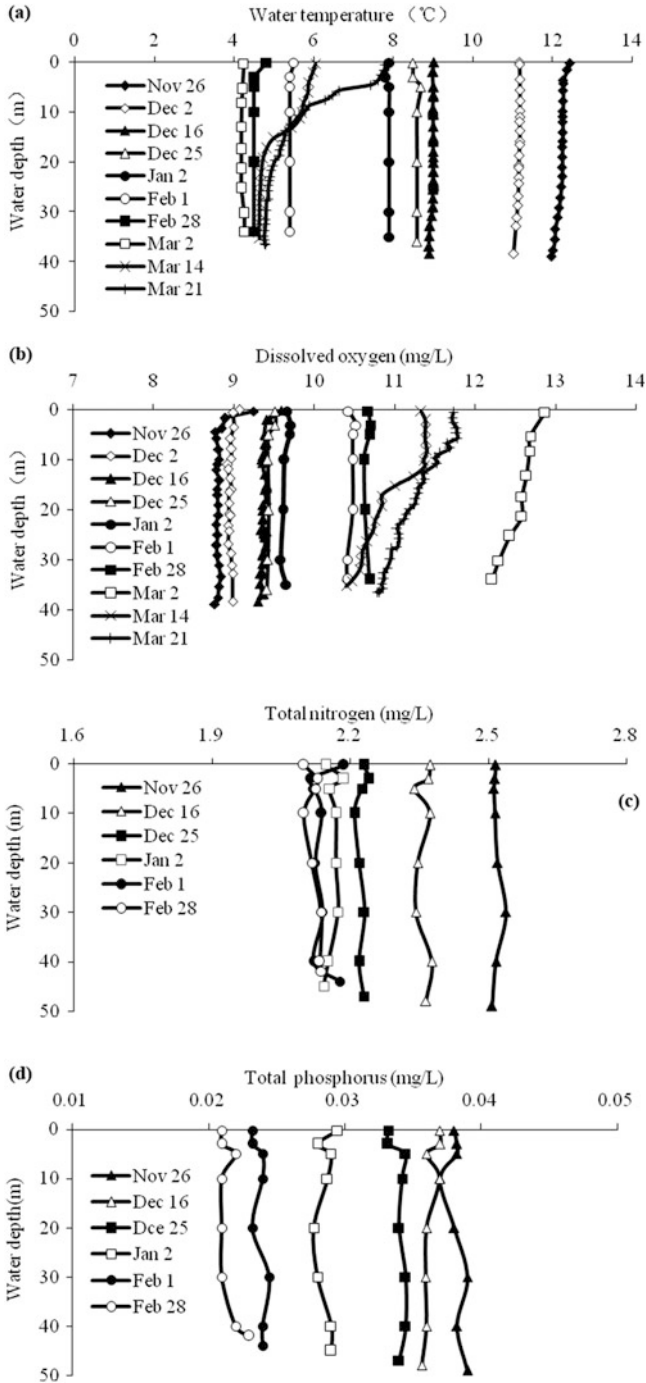 (a)
Water temperature (℃)
0 2 4 6 8 10 12 14
0
10
20
30
40
50
Water depth (m)
Nov 26
Dec 2
Dec 16
Dec 25
Jan 2
Feb 1
Feb 28
Mar 2
Mar 14
Mar 21
(b)
Dissolved oxygen (mg/L)
7 8 9 10 11 12 13 14
0
10
20
30
40
50
Water depth (m)
Nov 26
Dec 2
Dec 16
Dec 25
Jan 2
Feb 1
Feb 28
Mar 2
Mar 14
Mar 21
Total nitrogen (mg/L)
1.6 1.9 2.2 2.5 2.8
0
10
20
30
40
50
Water depth (m)
Nov 26
Dec 16
Dec 25
Jan 2
Feb 1
Feb 28
(c)
(d)
Total phosphorus (mg/L)
0.01 0.02 0.03 0.04 0.05
0
10
20
30
40
50
Water depth(m)
Nov 26
Dec 16
Dce 25
Jan 2
Feb 1
Feb 28